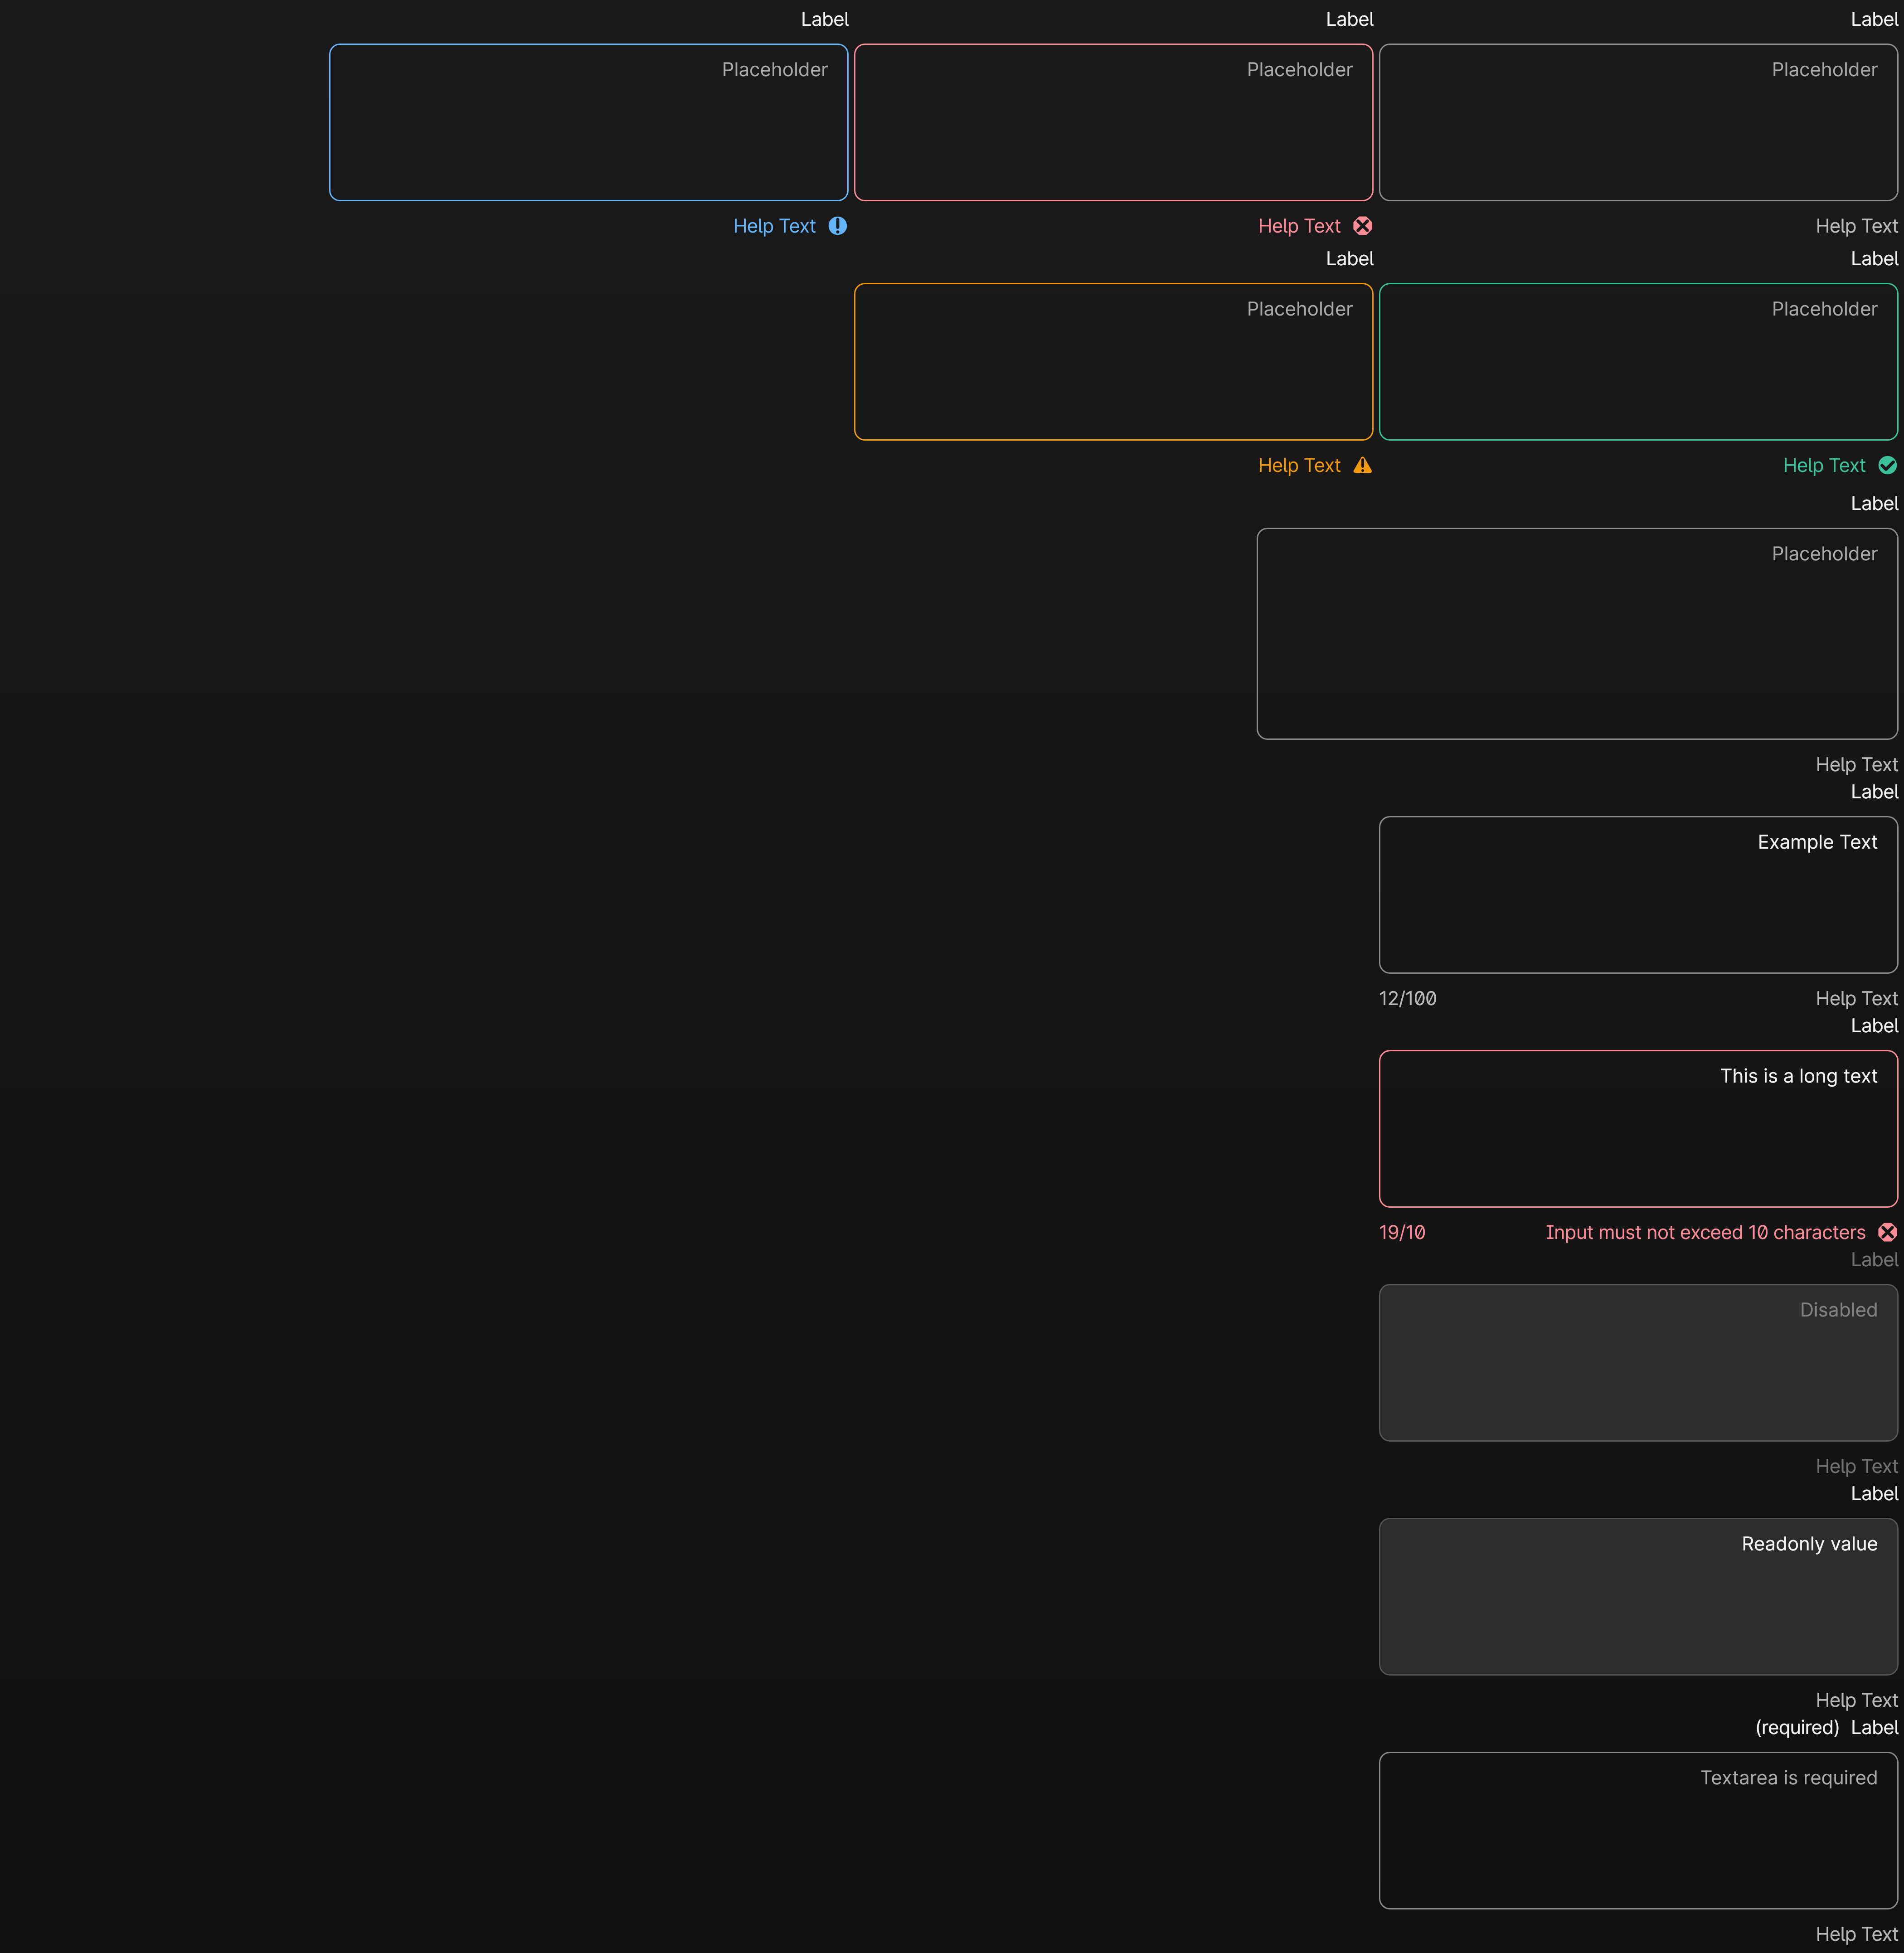 Label
Placeholder
Help Text
Label
Placeholder
Help Text
Label
Placeholder
Help Text
Label
Placeholder
Help Text
Label
Placeholder
Help Text
Label
Placeholder
Help Text
Label
Example Text
Help Text
12/100
Label
This is a long text
Input must not exceed 10 characters
19/10
Label
Disabled
Help Text
Label
Readonly value
Help Text
Label (required)
Textarea is required
Help Text